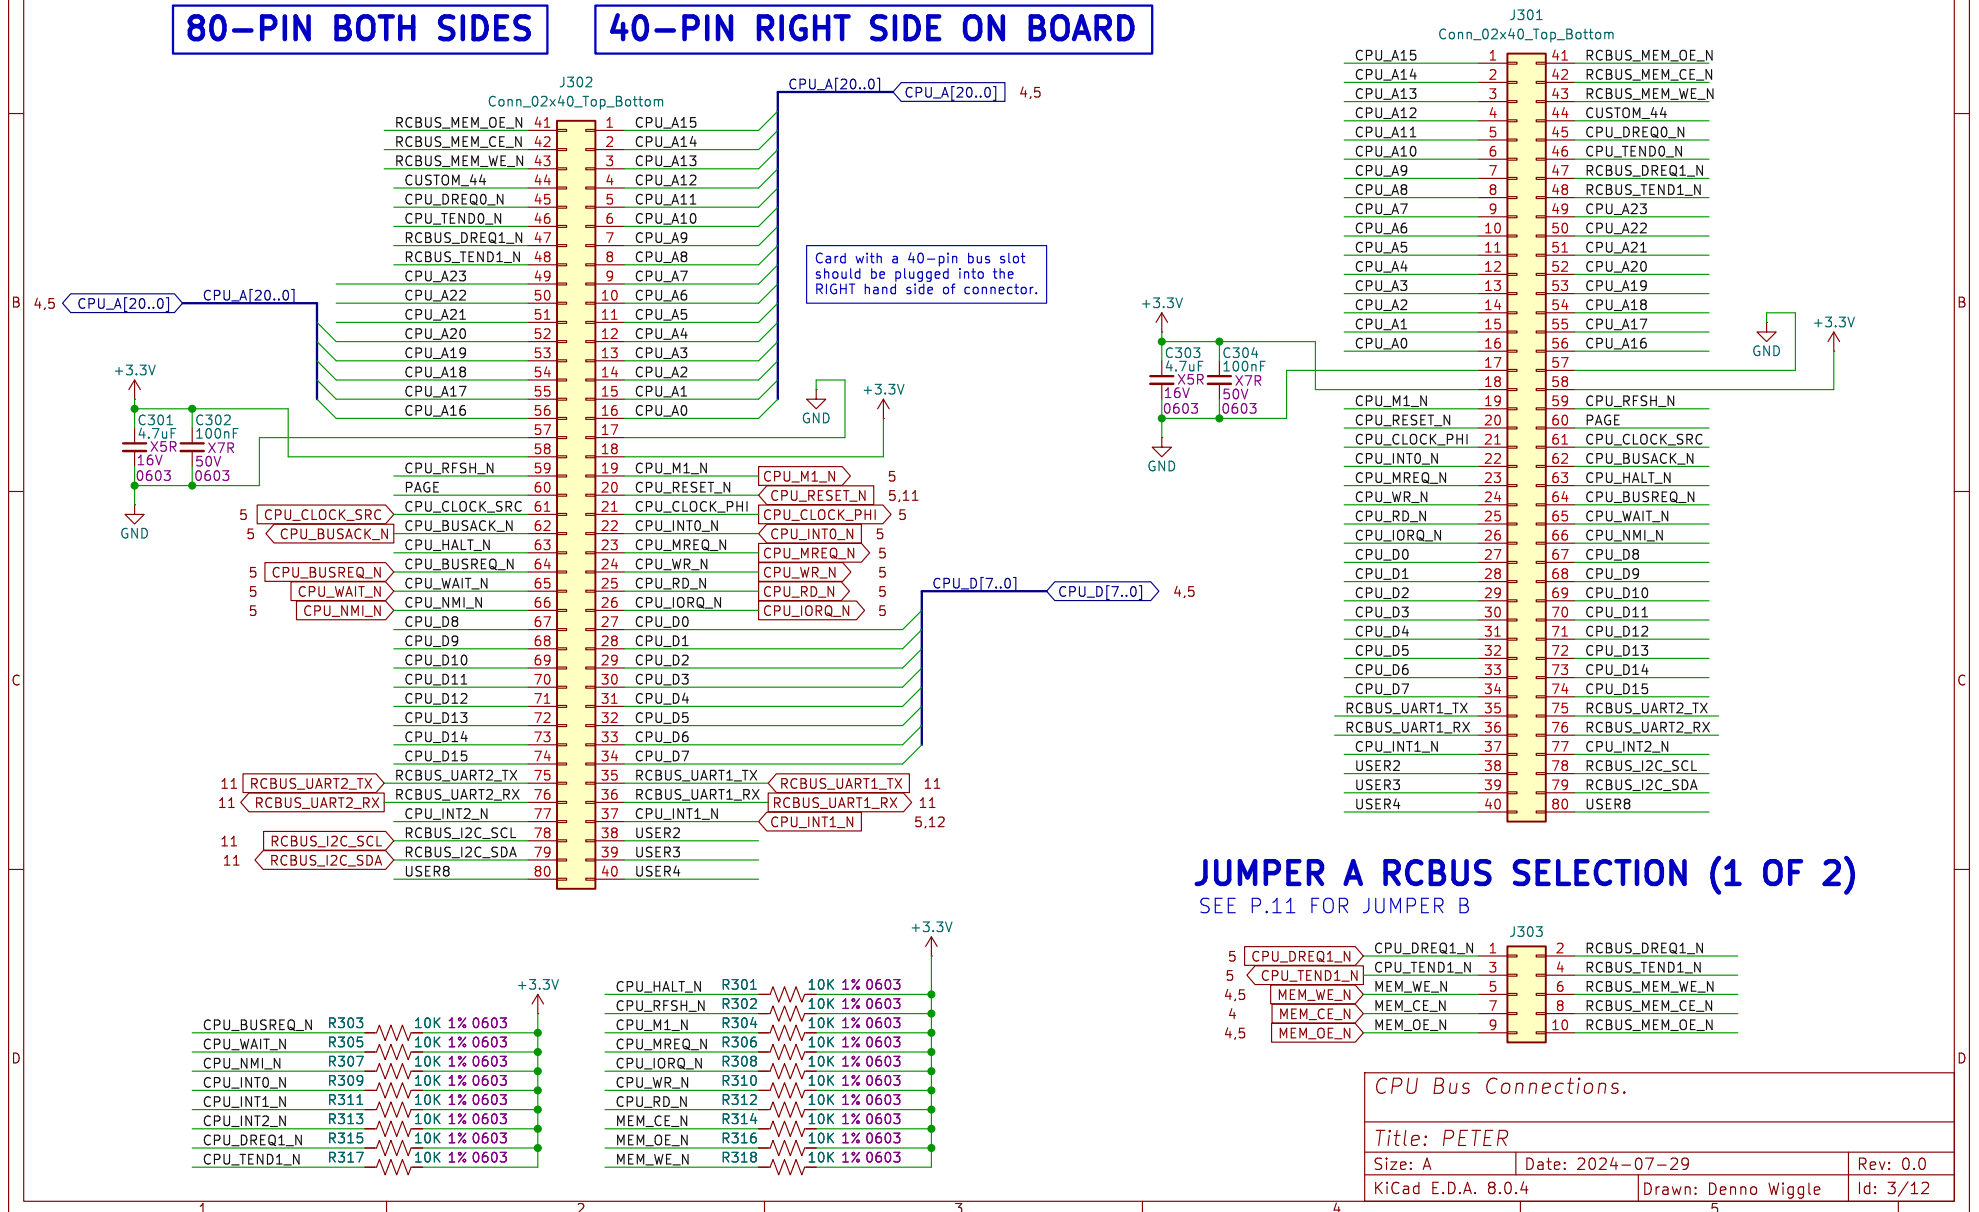 80-PIN BOTH SIDES
40-PIN RIGHT SIDE ON BOARD
J302
Conn_02x40_Top_Bottom
CPU_A[20..0] CPU_A[20..0] 4,5
RCBUS_MEM_OE_N 41 1 CPU_A15
RCBUS_MEM_CE_N 42 2 CPU_A14
RCBUS_MEM_WE_N 43 3 CPU_A13
CUSTOM_44 44 4 CPU_A12
CPU_DREQ0_N 45 5 CPU_A11
CPU_TEND0_N 46 6 CPU_A10
RCBUS_DREQ1_N 47 7 CPU_A9
RCBUS_TEND1_N 48 8 CPU_A8
CPU_A23 49 9 CPU_A7
CPU_A22 50 10 CPU_A6
CPU_A21 51 11 CPU_A5
CPU_A20 52 12 CPU_A4
CPU_A19 53 13 CPU_A3
CPU_A18 54 14 CPU_A2
CPU_A17 55 15 CPU_A1
CPU_A16 56 16 CPU_A0
57 17
58 18
CPU_RFSH_N 59 19 CPU_M1_N CPU_M1_N 5
PAGE 60 20 CPU_RESET_N CPU_RESET_N 5,11
5 CPU_CLOCK_SRC CPU_CLOCK_SRC 61 21 CPU_CLOCK_PHI CPU_CLOCK_PHI 5
5 CPU_BUSACK_N CPU_BUSACK_N 62 22 CPU_INT0_N CPU_INT0_N 5
CPU_HALT_N 63 23 CPU_MREQ_N CPU_MREQ_N 5
5 CPU_BUSREQ_N CPU_BUSREQ_N 64 24 CPU_WR_N CPU_WR_N 5
5 CPU_WAIT_N CPU_WAIT_N 65 25 CPU_RD_N CPU_RD_N 5
5 CPU_NMI_N CPU_NMI_N 66 26 CPU_IORQ_N CPU_IORQ_N 5
CPU_D8 67 27 CPU_D0
CPU_D9 68 28 CPU_D1
CPU_D10 69 29 CPU_D2
CPU_D11 70 30 CPU_D3
CPU_D12 71 31 CPU_D4
CPU_D13 72 32 CPU_D5
CPU_D14 73 33 CPU_D6
CPU_D15 74 34 CPU_D7
11 RCBUS_UART2_TX RCBUS_UART2_TX 75 35 RCBUS_UART1_TX RCBUS_UART1_TX 11
11 RCBUS_UART2_RX RCBUS_UART2_RX 76 36 RCBUS_UART1_RX RCBUS_UART1_RX 11
CPU_INT2_N 77 37 CPU_INT1_N CPU_INT1_N 5,12
11 RCBUS_I2C_SCL RCBUS_I2C_SCL 78 38 USER2
11 RCBUS_I2C_SDA RCBUS_I2C_SDA 79 39 USER3
USER8 80 40 USER4
Card with a 40-pin bus slot
should be plugged into the
RIGHT hand side of connector.
B 4,5 CPU_A[20..0] CPU_A[20..0]
+3.3V
C301 C302
4.7uF 100nF
X5R X7R
16V 50V
0603 0603
GND
GND
+3.3V
CPU_D[7..0] CPU_D[7..0] 4,5
J301
Conn_02x40_Top_Bottom
CPU_A15 1 41 RCBUS_MEM_OE_N
CPU_A14 2 42 RCBUS_MEM_CE_N
CPU_A13 3 43 RCBUS_MEM_WE_N
CPU_A12 4 44 CUSTOM_44
CPU_A11 5 45 CPU_DREQ0_N
CPU_A10 6 46 CPU_TEND0_N
CPU_A9 7 47 RCBUS_DREQ1_N
CPU_A8 8 48 RCBUS_TEND1_N
CPU_A7 9 49 CPU_A23
CPU_A6 10 50 CPU_A22
CPU_A5 11 51 CPU_A21
CPU_A4 12 52 CPU_A20
CPU_A3 13 53 CPU_A19
CPU_A2 14 54 CPU_A18
CPU_A1 15 55 CPU_A17
CPU_A0 16 56 CPU_A16
17 57
18 58
CPU_M1_N 19 59 CPU_RFSH_N
CPU_RESET_N 20 60 PAGE
CPU_CLOCK_PHI 21 61 CPU_CLOCK_SRC
CPU_INT0_N 22 62 CPU_BUSACK_N
CPU_MREQ_N 23 63 CPU_HALT_N
CPU_WR_N 24 64 CPU_BUSREQ_N
CPU_RD_N 25 65 CPU_WAIT_N
CPU_IORQ_N 26 66 CPU_NMI_N
CPU_D0 27 67 CPU_D8
CPU_D1 28 68 CPU_D9
CPU_D2 29 69 CPU_D10
CPU_D3 30 70 CPU_D11
CPU_D4 31 71 CPU_D12
CPU_D5 32 72 CPU_D13
CPU_D6 33 73 CPU_D14
CPU_D7 34 74 CPU_D15
RCBUS_UART1_TX 35 75 RCBUS_UART2_TX
RCBUS_UART1_RX 36 76 RCBUS_UART2_RX
CPU_INT1_N 37 77 CPU_INT2_N
USER2 38 78 RCBUS_I2C_SCL
USER3 39 79 RCBUS_I2C_SDA
USER4 40 80 USER8
+3.3V
C303 C304
4.7uF 100nF
X5R X7R
16V 50V
0603 0603
GND
GND
+3.3V
B
C
C
JUMPER A RCBUS SELECTION (1 OF 2)
SEE P.11 FOR JUMPER B
J303
5 CPU_DREQ1_N CPU_DREQ1_N 1 2 RCBUS_DREQ1_N
5 CPU_TEND1_N CPU_TEND1_N 3 4 RCBUS_TEND1_N
4,5 MEM_WE_N MEM_WE_N 5 6 RCBUS_MEM_WE_N
4 MEM_CE_N MEM_CE_N 7 8 RCBUS_MEM_CE_N
4,5 MEM_OE_N MEM_OE_N 9 10 RCBUS_MEM_OE_N
+3.3V
CPU_BUSREQ_N R303 10K 1% 0603
CPU_WAIT_N R305 10K 1% 0603
CPU_NMI_N R307 10K 1% 0603
CPU_INT0_N R309 10K 1% 0603
CPU_INT1_N R311 10K 1% 0603
CPU_INT2_N R313 10K 1% 0603
CPU_DREQ1_N R315 10K 1% 0603
CPU_TEND1_N R317 10K 1% 0603
+3.3V
CPU_HALT_N R301 10K 1% 0603
CPU_RFSH_N R302 10K 1% 0603
CPU_M1_N R304 10K 1% 0603
CPU_MREQ_N R306 10K 1% 0603
CPU_IORQ_N R308 10K 1% 0603
CPU_WR_N R310 10K 1% 0603
CPU_RD_N R312 10K 1% 0603
MEM_CE_N R314 10K 1% 0603
MEM_OE_N R316 10K 1% 0603
MEM_WE_N R318 10K 1% 0603
D
D
CPU Bus Connections.
Title: PETER
Size: A Date: 2024-07-29 Rev: 0.0
KiCad E.D.A. 8.0.4 Drawn: Denno Wiggle Id: 3/12
1 2 3 4 5